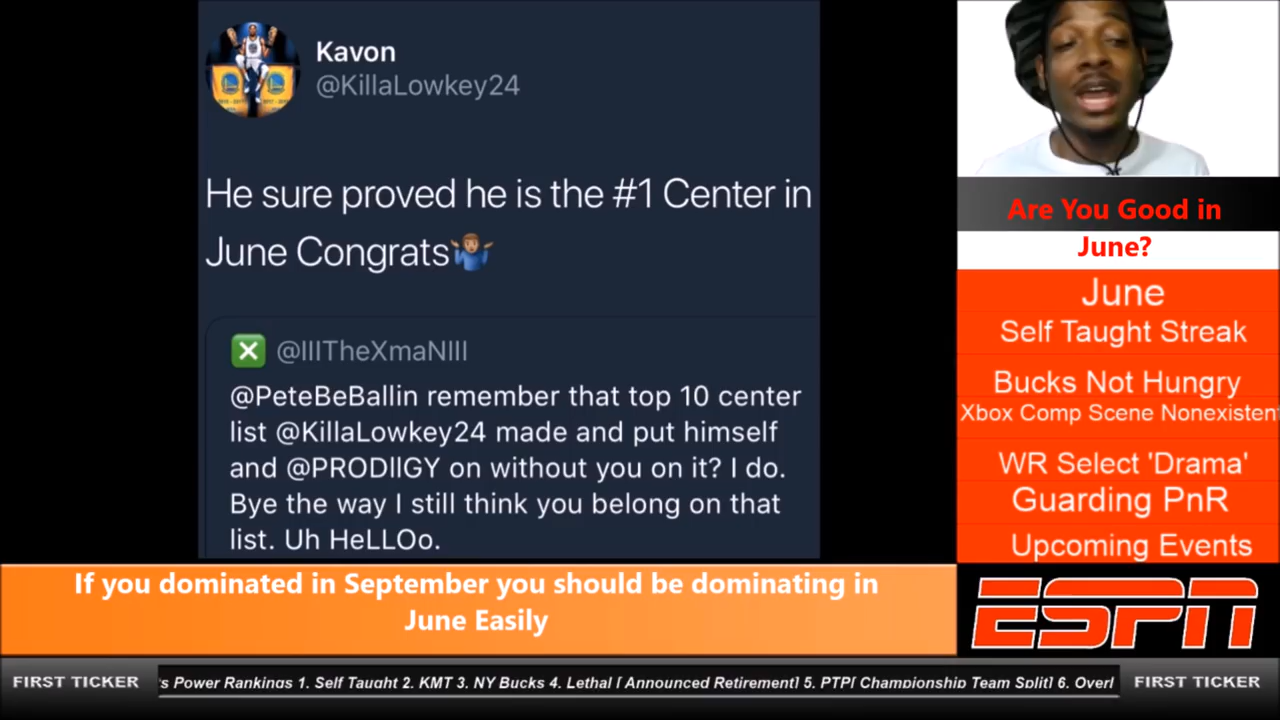 Kavon
@KillaLowkey24
He sure proved he is the #1 Center in
June Congrats🤷🏽‍♂️
❎ @IIITheXmaNIII
@PeteBeBallin remember that top 10 center
list @KillaLowkey24 made and put himself
and @PRODIIGY on without you on it? I do.
Bye the way I still think you belong on that
list. Uh HeLLOo.
Are You Good in
June?
June
Self Taught Streak
Bucks Not Hungry
Xbox Comp Scene Nonexisten
WR Select 'Drama'
Guarding PnR
Upcoming Events
If you dominated in September you should be dominating in
June Easily
ESPN
FIRST TICKER
's Power Rankings 1. Self Taught 2. KMT 3. NY Bucks 4. Lethal [ Announced Retirement] 5. PTP[ Championship Team Split] 6. Overl
FIRST TICKER